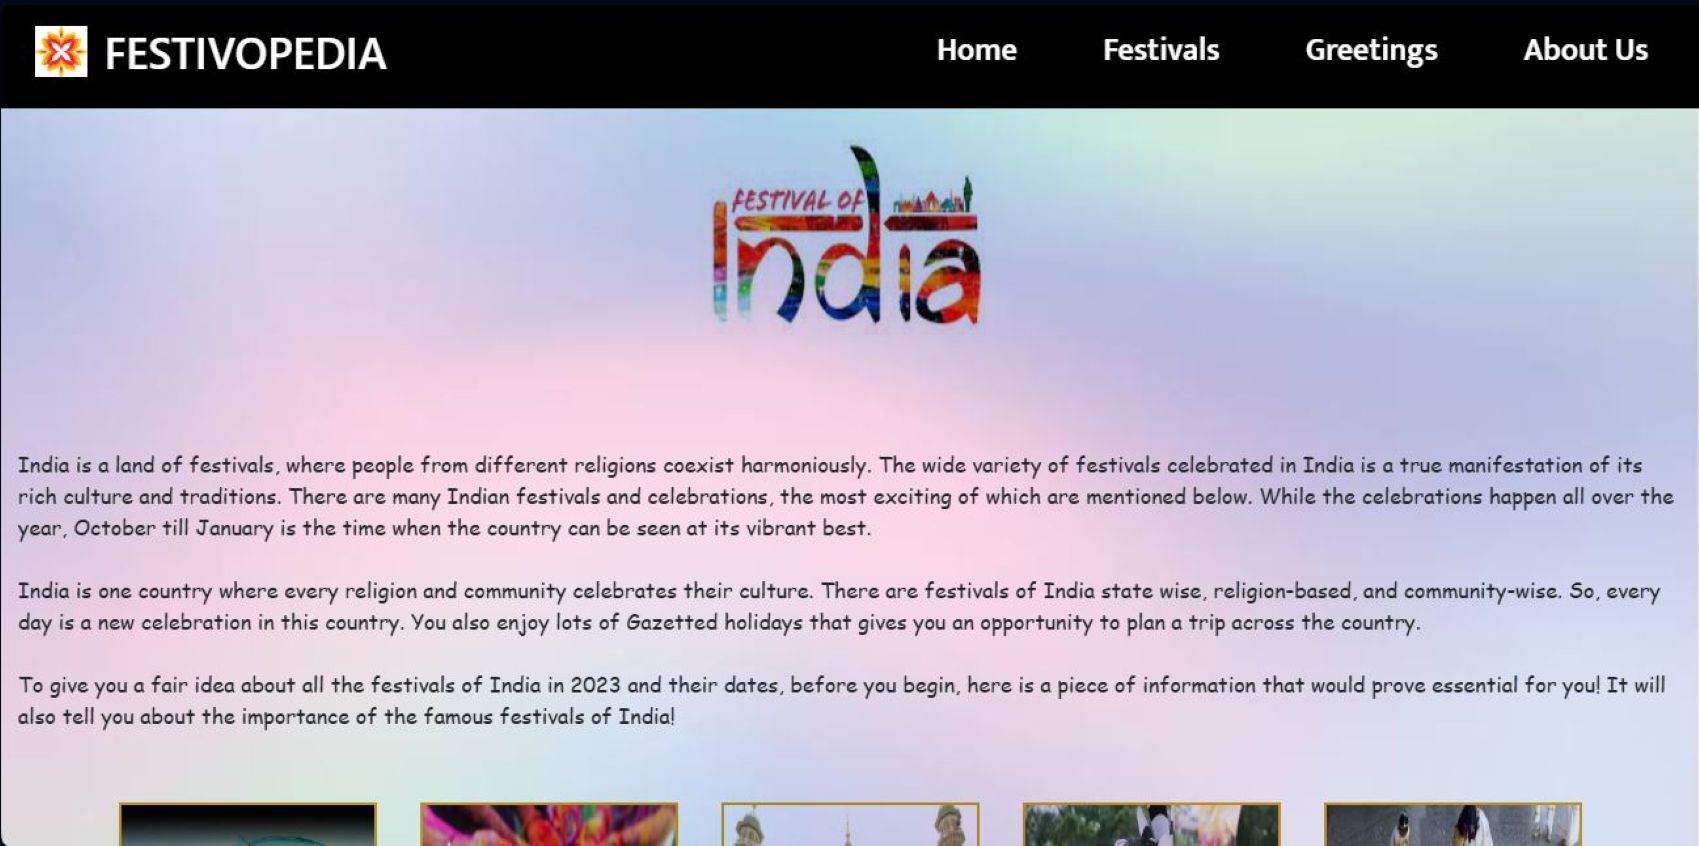 FESTIVOPEDIA
Home
Festivals
Greetings
About Us
FESTIVAL OF
India
India is a land of festivals, where people from different religions coexist harmoniously. The wide variety of festivals celebrated in India is a true manifestation of its
rich culture and traditions. There are many Indian festivals and celebrations, the most exciting of which are mentioned below. While the celebrations happen all over the
year, October till January is the time when the country can be seen at its vibrant best.
India is one country where every religion and community celebrates their culture. There are festivals of India state wise, religion-based, and community-wise. So, every
day is a new celebration in this country. You also enjoy lots of Gazetted holidays that gives you an opportunity to plan a trip across the country.
To give you a fair idea about all the festivals of India in 2023 and their dates, before you begin, here is a piece of information that would prove essential for you! It will
also tell you about the importance of the famous festivals of India!